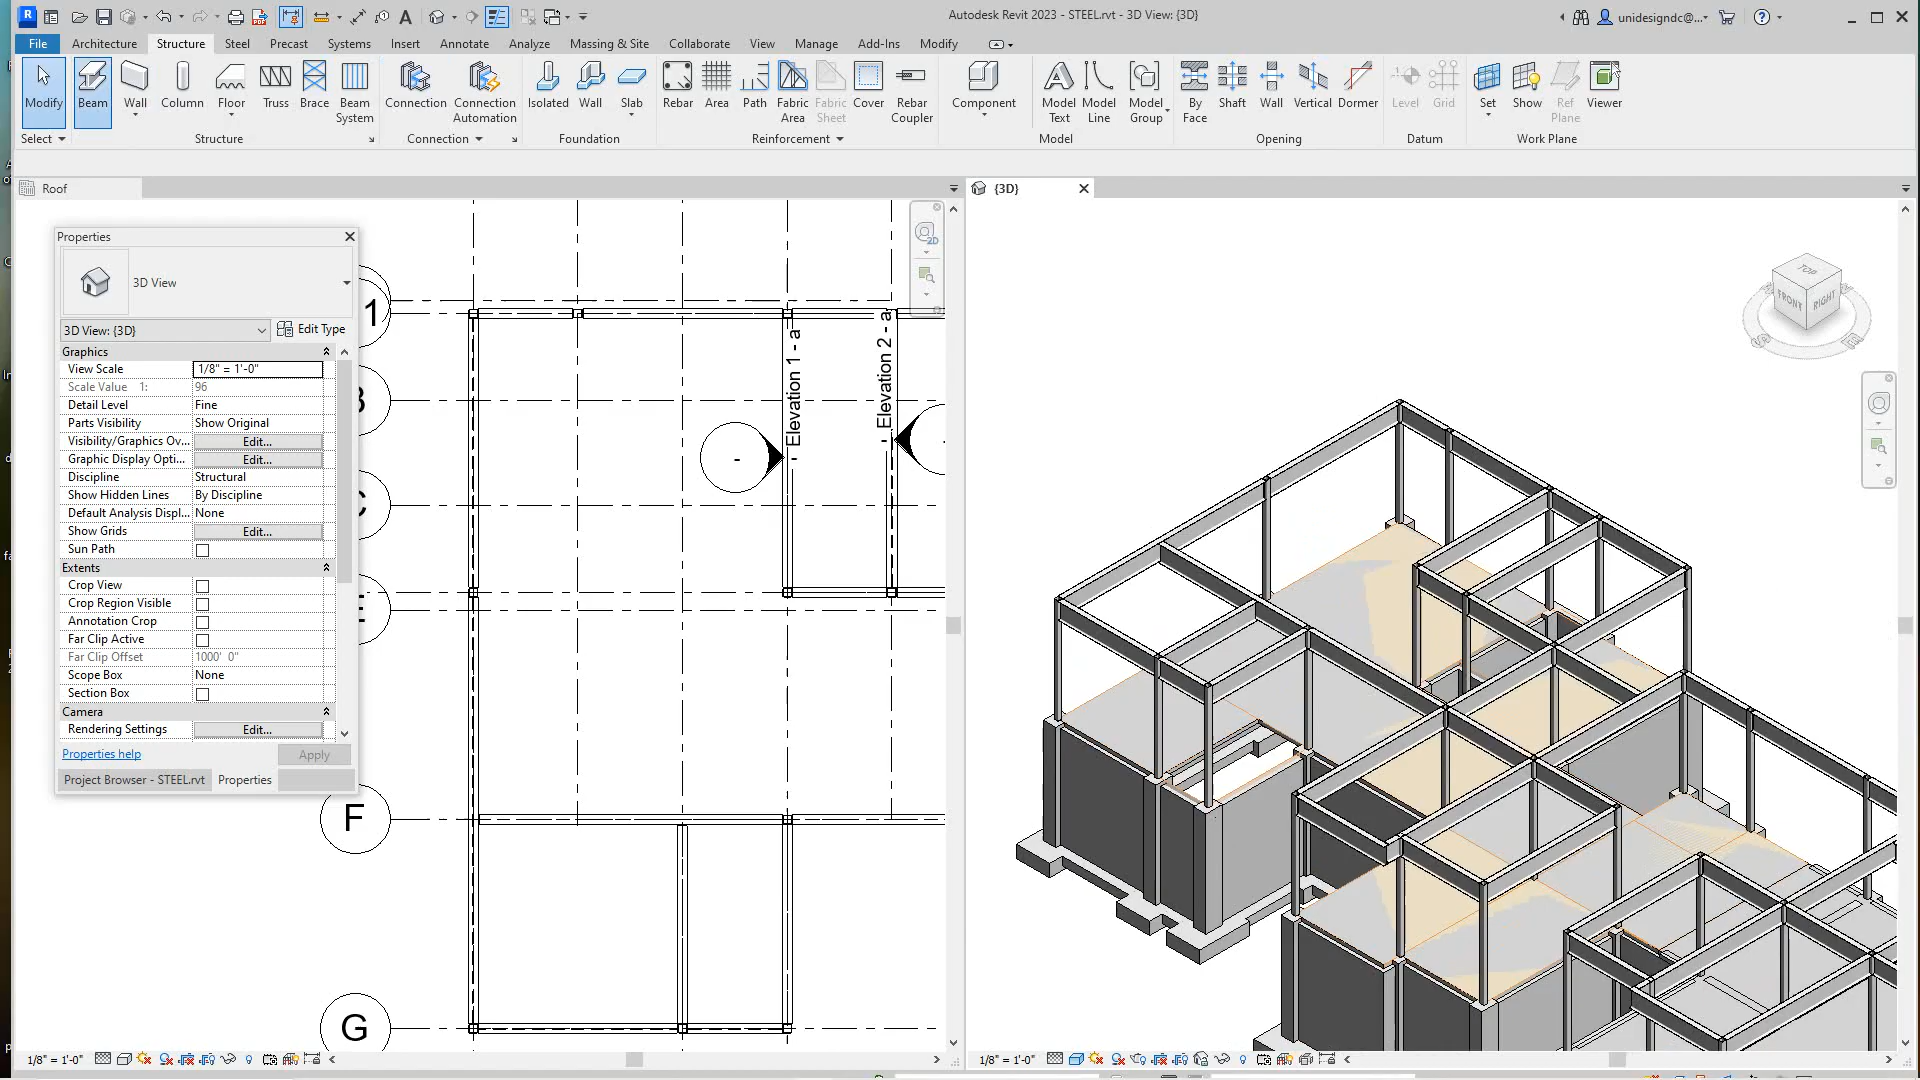 Autodesk Revit 2023 - STEEL.rvt - 3D View: {3D}
unidesigndc@...
File Architecture Structure Steel Precast Systems Insert Annotate Analyze Massing & Site Collaborate View Manage Add-Ins Modify
Modify Beam Wall Column Floor Truss Brace Beam System Connection Connection Automation Isolated Wall Slab Rebar Area Path Fabric Area Fabric Sheet Cover Rebar Coupler Component Model Text Model Line Model Group By Face Shaft Wall Vertical Dormer Level Grid Set Show Ref Plane Viewer
Select Structure Connection Foundation Reinforcement Model Opening Datum Work Plane
Roof
{3D}
Properties
3D View
3D View: {3D} Edit Type
Graphics
View Scale 1/8" = 1'-0"
Scale Value 1: 96
Detail Level Fine
Parts Visibility Show Original
Visibility/Graphics Ov... Edit...
Graphic Display Opti... Edit...
Discipline Structural
Show Hidden Lines By Discipline
Default Analysis Displ... None
Show Grids Edit...
Sun Path
Extents
Crop View
Crop Region Visible
Annotation Crop
Far Clip Active
Far Clip Offset 1000' 0"
Scope Box None
Section Box
Camera
Rendering Settings Edit...
Properties help Apply
Project Browser - STEEL.rvt Properties
1
F
G
Elevation 1 - a
Elevation 2 - a
2D
TOP
FRONT
RIGHT
1/8" = 1'-0"
1/8" = 1'-0"